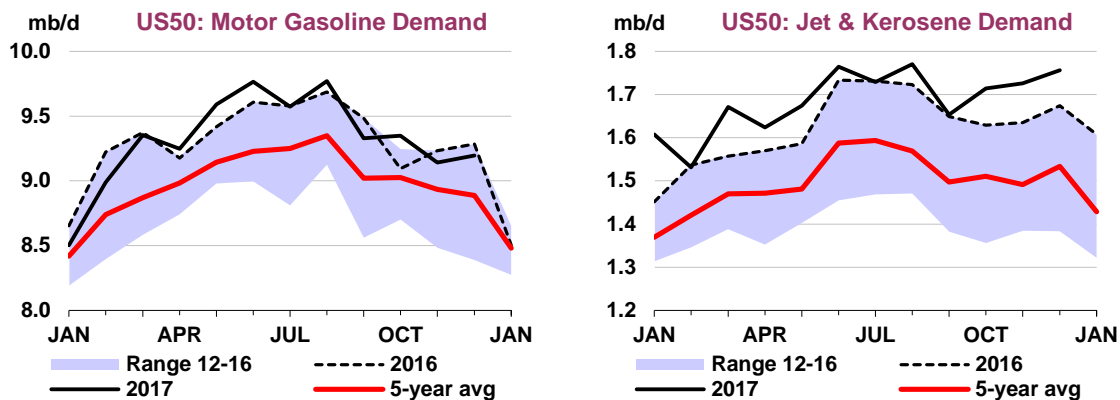 mb/d US50: Motor Gasoline Demand
10.0
9.5
9.0
8.5
8.0
JAN APR JUL OCT JAN
Range 12-16 2016
2017 5-year avg
mb/d US50: Jet & Kerosene Demand
1.8
1.7
1.6
1.5
1.4
1.3
1.2
JAN APR JUL OCT JAN
Range 12-16 2016
2017 5-year avg